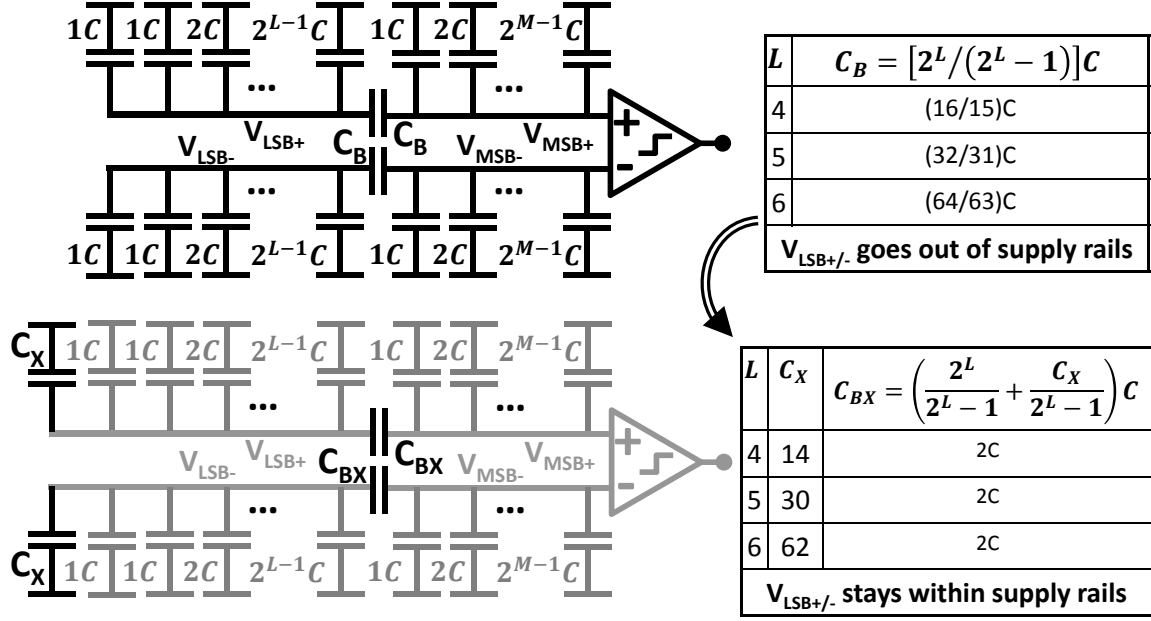 1C 1C 2C 2^{L-1}C 1C 2C 2^{M-1}C
...
...
V_{LSB-} V_{LSB+} C_B C_B V_{MSB-} V_{MSB+}
+
-
...
...
1C 1C 2C 2^{L-1}C 1C 2C 2^{M-1}C
L C_B = [2^L/(2^L − 1)]C
4 (16/15)C
5 (32/31)C
6 (64/63)C
V_{LSB+/-} goes out of supply rails
C_X 1C 1C 2C 2^{L-1}C 1C 2C 2^{M-1}C
...
...
V_{LSB-} V_{LSB+} C_{BX} C_{BX} V_{MSB-} V_{MSB+}
+
-
...
...
C_X 1C 1C 2C 2^{L-1}C 1C 2C 2^{M-1}C
L C_X C_{BX} = (2^L/(2^L − 1) + C_X/(2^L − 1)) C
4 14 2C
5 30 2C
6 62 2C
V_{LSB+/-} stays within supply rails